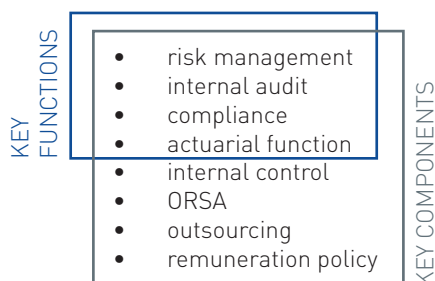 KEY
FUNCTIONS
• risk management
• internal audit
• compliance
• actuarial function
• internal control
• ORSA
• outsourcing
• remuneration policy
KEY COMPONENTS